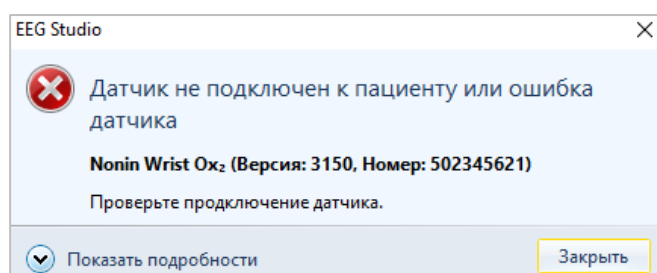 EEG Studio
Датчик не подключен к пациенту или ошибка
датчика
Nonin Wrist Ox₂ (Версия: 3150, Номер: 502345621)
Проверьте продключение датчика.
Показать подробности
Закрыть